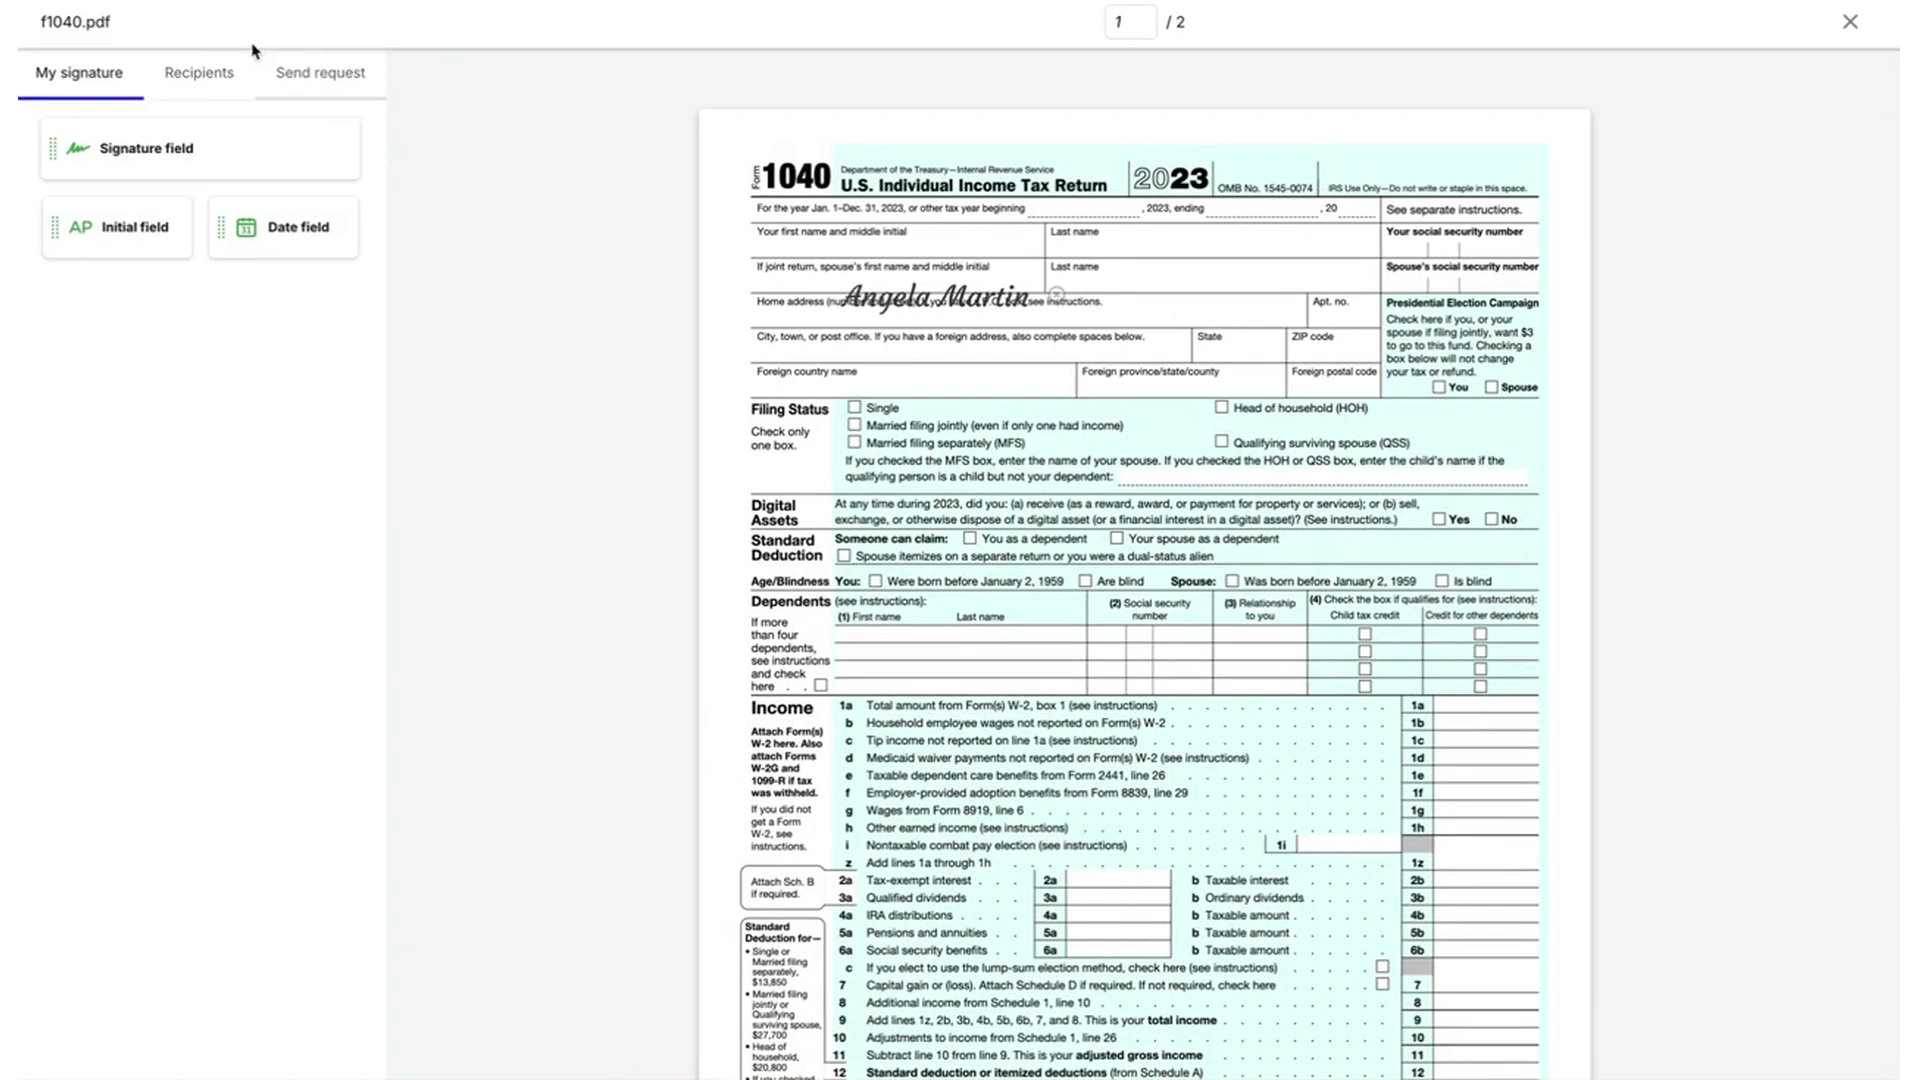 f1040.pdf
1 / 2
My signature Recipients Send request
Signature field
AP Initial field
31 Date field
Form 1040 Department of the Treasury—Internal Revenue Service
U.S. Individual Income Tax Return 2023 OMB No. 1545-0074 IRS Use Only—Do not write or staple in this space.
For the year Jan. 1–Dec. 31, 2023, or other tax year beginning , 2023, ending , 20 See separate instructions.
Your first name and middle initial Last name Your social security number
If joint return, spouse's first name and middle initial Last name Spouse's social security number
Angela Martin
Home address (number see instructions. Apt. no. Presidential Election Campaign
Check here if you, or your
spouse if filing jointly, want $3
to go to this fund. Checking a
box below will not change
your tax or refund.
You Spouse
City, town, or post office. If you have a foreign address, also complete spaces below. State ZIP code
Foreign country name Foreign province/state/county Foreign postal code
Filing Status
Check only
one box.
Single Head of household (HOH)
Married filing jointly (even if only one had income)
Married filing separately (MFS) Qualifying surviving spouse (QSS)
If you checked the MFS box, enter the name of your spouse. If you checked the HOH or QSS box, enter the child's name if the
qualifying person is a child but not your dependent:
Digital
Assets
At any time during 2023, did you: (a) receive (as a reward, award, or payment for property or services); or (b) sell,
exchange, or otherwise dispose of a digital asset (or a financial interest in a digital asset)? (See instructions.) Yes No
Standard
Deduction
Someone can claim: You as a dependent Your spouse as a dependent
Spouse itemizes on a separate return or you were a dual-status alien
Age/Blindness You: Were born before January 2, 1959 Are blind Spouse: Was born before January 2, 1959 Is blind
Dependents (see instructions): (2) Social security number (3) Relationship to you (4) Check the box if qualifies for (see instructions):
(1) First name Last name Child tax credit Credit for other dependents
If more
than four
dependents,
see instructions
and check
here . .
Income
Attach Form(s)
W-2 here. Also
attach Forms
W-2G and
1099-R if tax
was withheld.
If you did not
get a Form
W-2, see
instructions.
1a Total amount from Form(s) W-2, box 1 (see instructions) 1a
b Household employee wages not reported on Form(s) W-2 1b
c Tip income not reported on line 1a (see instructions) 1c
d Medicaid waiver payments not reported on Form(s) W-2 (see instructions) 1d
e Taxable dependent care benefits from Form 2441, line 26 1e
f Employer-provided adoption benefits from Form 8839, line 29 1f
g Wages from Form 8919, line 6 1g
h Other earned income (see instructions) 1h
i Nontaxable combat pay election (see instructions) 1i
z Add lines 1a through 1h 1z
Attach Sch. B
if required.
2a Tax-exempt interest 2a b Taxable interest 2b
3a Qualified dividends 3a b Ordinary dividends 3b
4a IRA distributions 4a b Taxable amount 4b
5a Pensions and annuities 5a b Taxable amount 5b
6a Social security benefits 6a b Taxable amount 6b
c If you elect to use the lump-sum election method, check here (see instructions)
7 Capital gain or (loss). Attach Schedule D if required. If not required, check here 7
8 Additional income from Schedule 1, line 10 8
9 Add lines 1z, 2b, 3b, 4b, 5b, 6b, 7, and 8. This is your total income 9
10 Adjustments to income from Schedule 1, line 26 10
11 Subtract line 10 from line 9. This is your adjusted gross income 11
12 Standard deduction or itemized deductions (from Schedule A) 12
Standard
Deduction for—
• Single or
Married filing
separately,
$13,850
• Married filing
jointly or
Qualifying
surviving spouse,
$27,700
• Head of
household,
$20,800
• If you checked